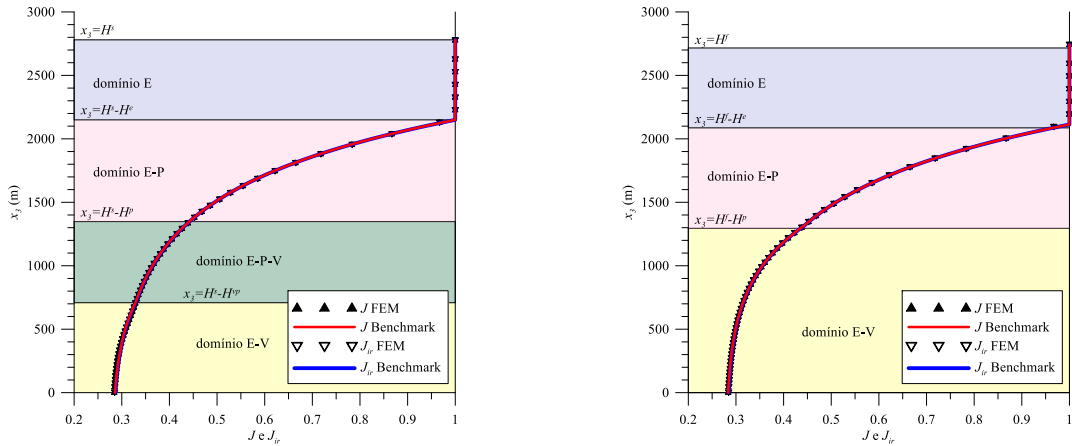 3000
2500
2000
1500
1000
500
0
x₃ (m)
x₃=Hˢ
domínio E
x₃=Hˢ-Hᵉ
domínio E-P
x₃=Hˢ-Hᵖ
domínio E-P-V
x₃=Hˢ-Hᵛᵖ
domínio E-V
J FEM
J Benchmark
Jᵢᵣ FEM
Jᵢᵣ Benchmark
0.2 0.3 0.4 0.5 0.6 0.7 0.8 0.9 1
J e Jᵢᵣ
3000
2500
2000
1500
1000
500
0
x₃ (m)
x₃=Hᶠ
domínio E
x₃=Hᶠ-Hᵉ
domínio E-P
x₃=Hᶠ-Hᵖ
domínio E-V
J FEM
J Benchmark
Jᵢᵣ FEM
Jᵢᵣ Benchmark
0.2 0.3 0.4 0.5 0.6 0.7 0.8 0.9 1
J e Jᵢᵣ